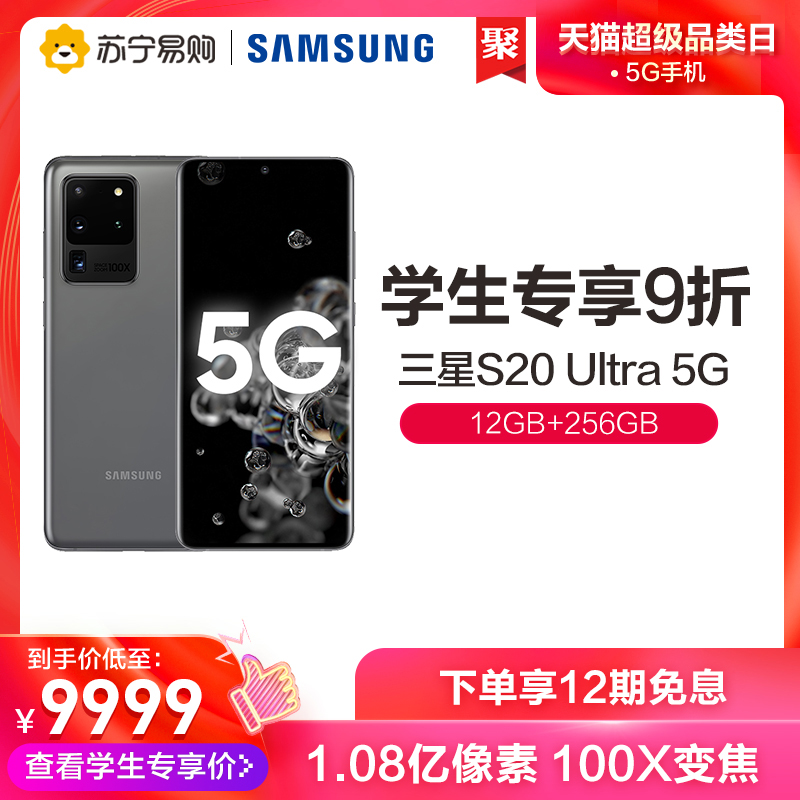 苏宁易购
SAMSUNG
聚
天猫超级品类日
• 5G手机
100X
5G
SAMSUNG
学生专享9折
三星S20 Ultra 5G
12GB+256GB
到手价低至：
¥9999
查看学生专享价>
下单享12期免息
1.08亿像素 100X变焦